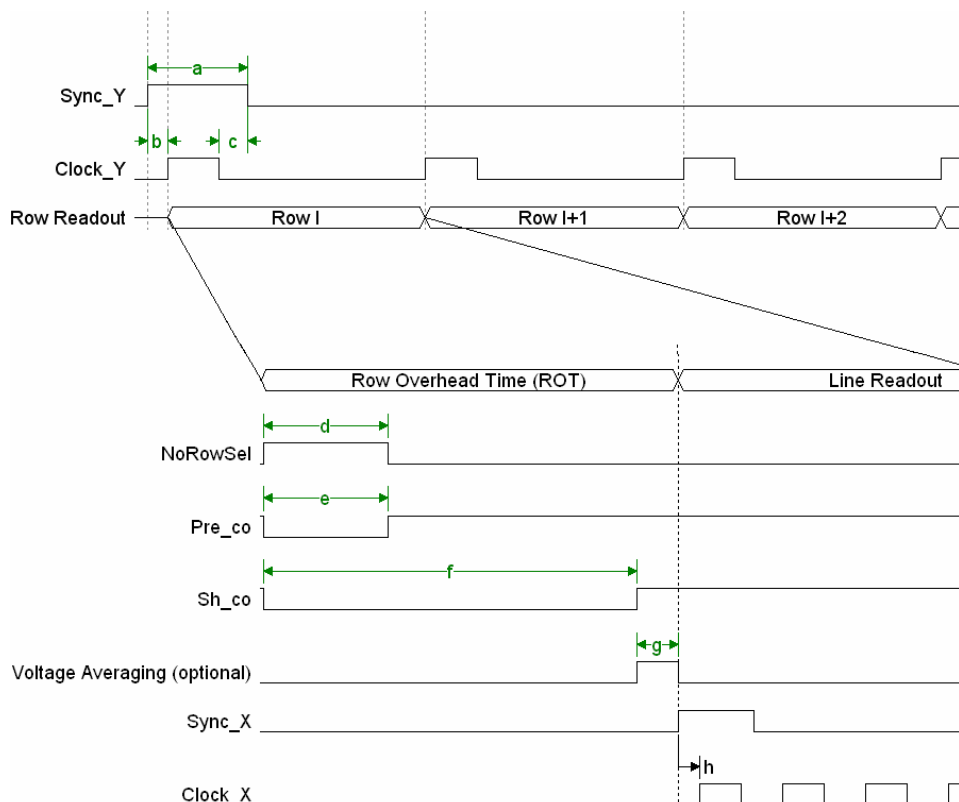 a
Sync_Y
b
c
Clock_Y
Row Readout
Row I
Row I+1
Row I+2
Row Overhead Time (ROT)
Line Readout
d
NoRowSel
e
Pre_co
f
Sh_co
g
Voltage Averaging (optional)
Sync_X
h
Clock_X